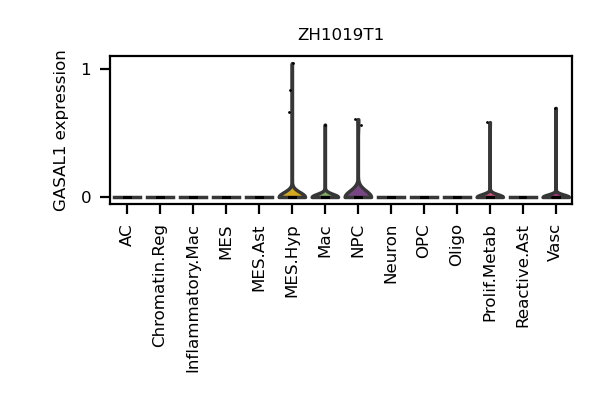 ZH1019T1
GASAL1 expression
1
0
AC
Chromatin.Reg
Inflammatory.Mac
MES
MES.Ast
MES.Hyp
Mac
NPC
Neuron
OPC
Oligo
Prolif.Metab
Reactive.Ast
Vasc